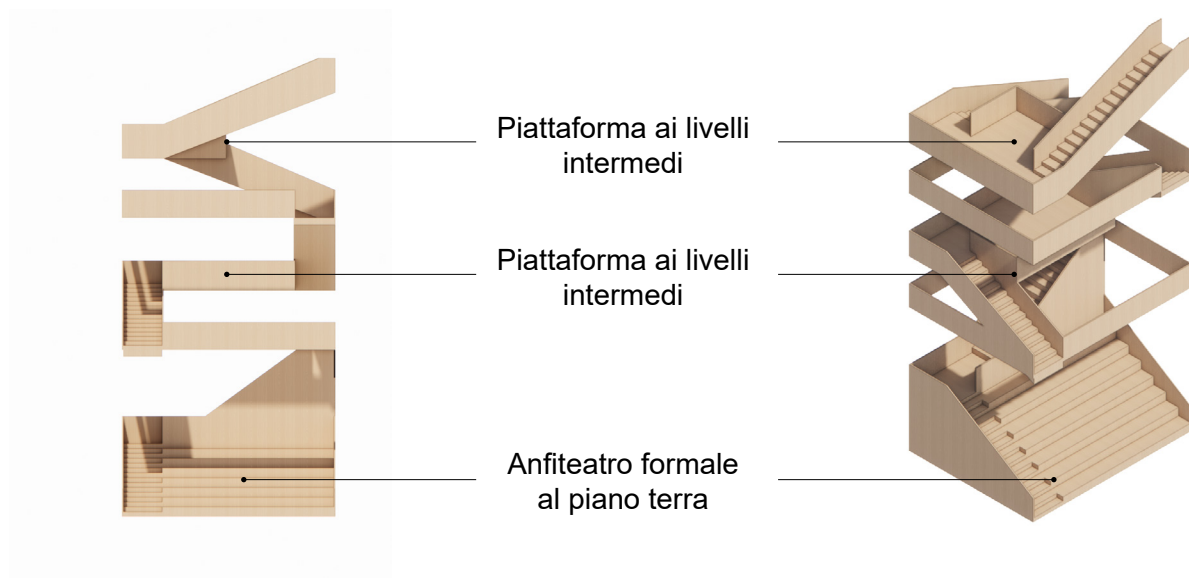 Piattaforma ai livelli
intermedi
Piattaforma ai livelli
intermedi
Anfiteatro formale
al piano terra